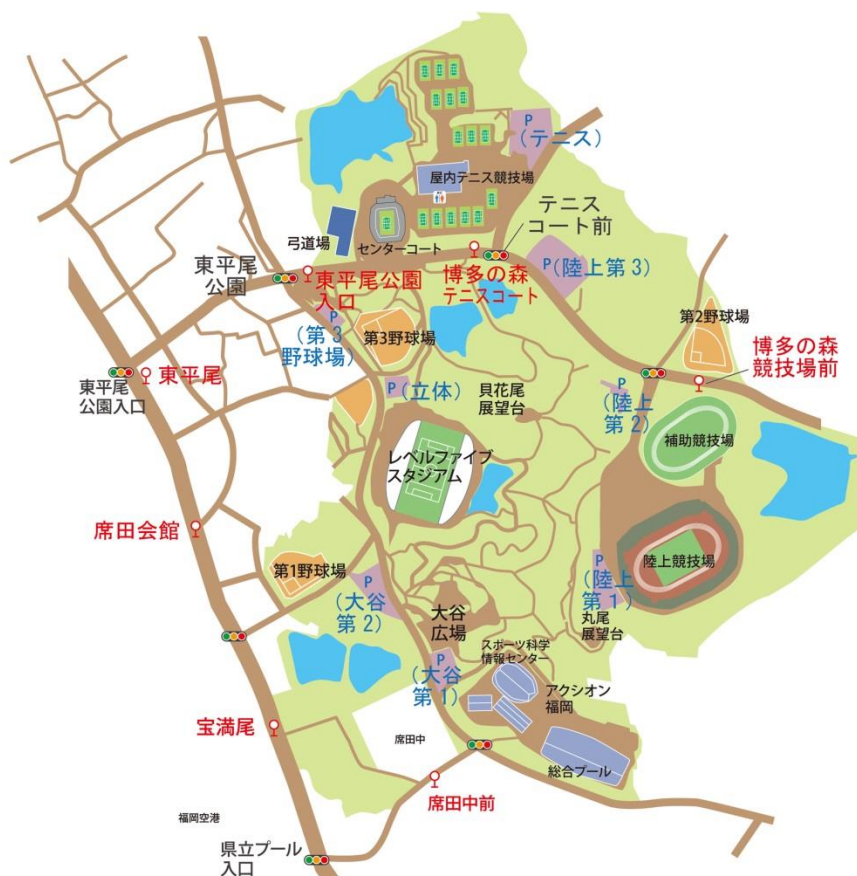 P
(テニス)
屋内テニス競技場
テニス
コート前
弓道場
センターコート
東平尾
公園
東平尾公園
入口
博多の森
テニスコート
P(陸上第3)
P
(第3
野球場)
第3野球場
第2野球場
博多の森
競技場前
東平尾
公園入口
東平尾
P(立体)
貝花尾
展望台
P
(陸上
第2)
補助競技場
レベルファイブ
スタジアム
席田会館
陸上競技場
第1野球場
P
(大谷
第2)
P
(陸上
第1)
大谷
広場
丸尾
展望台
スポーツ科学
情報センター
P
(大谷
第1)
アクシオン
福岡
宝満尾
席田中
総合プール
席田中前
福岡空港
県立プール
入口